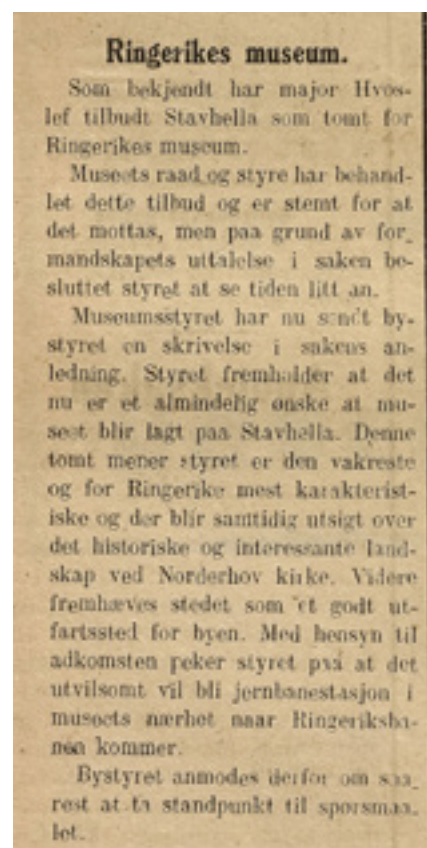 Ringerikes museum.
Som bekjendt har major Hvos-
lef tilbudt Stavhella som tomt for
Ringerikes museum.
Museets raad og styre har behand-
let dette tilbud og er stemt for at
det mottas, men paa grund av for-
mandskapets uttalelse i saken be-
sluttet styret at se tiden litt an.
Museumsstyret har nu sendt by-
styret en skrivelse i sakens an-
ledning. Styret fremholder at det
nu er et almindelig ønske at mu-
seet blir lagt paa Stavhella. Denne
tomt mener styret er den vakreste
og for Ringerike mest karakterist-
iske og der blir samtidig utsigt over
det historiske og interessante land-
skap ved Norderhov kirke. Videre
fremhæves stedet som et godt ut-
fartssted for byen. Med hensyn til
adkomsten peker styret paa at det
utvilsomt vil bli jernbanestasjon i
museets nærhet naar Ringeriksba-
nen kommer.
Bystyret anmodes derfor om sna-
rest at ta standpunkt til spørsmaa-
let.